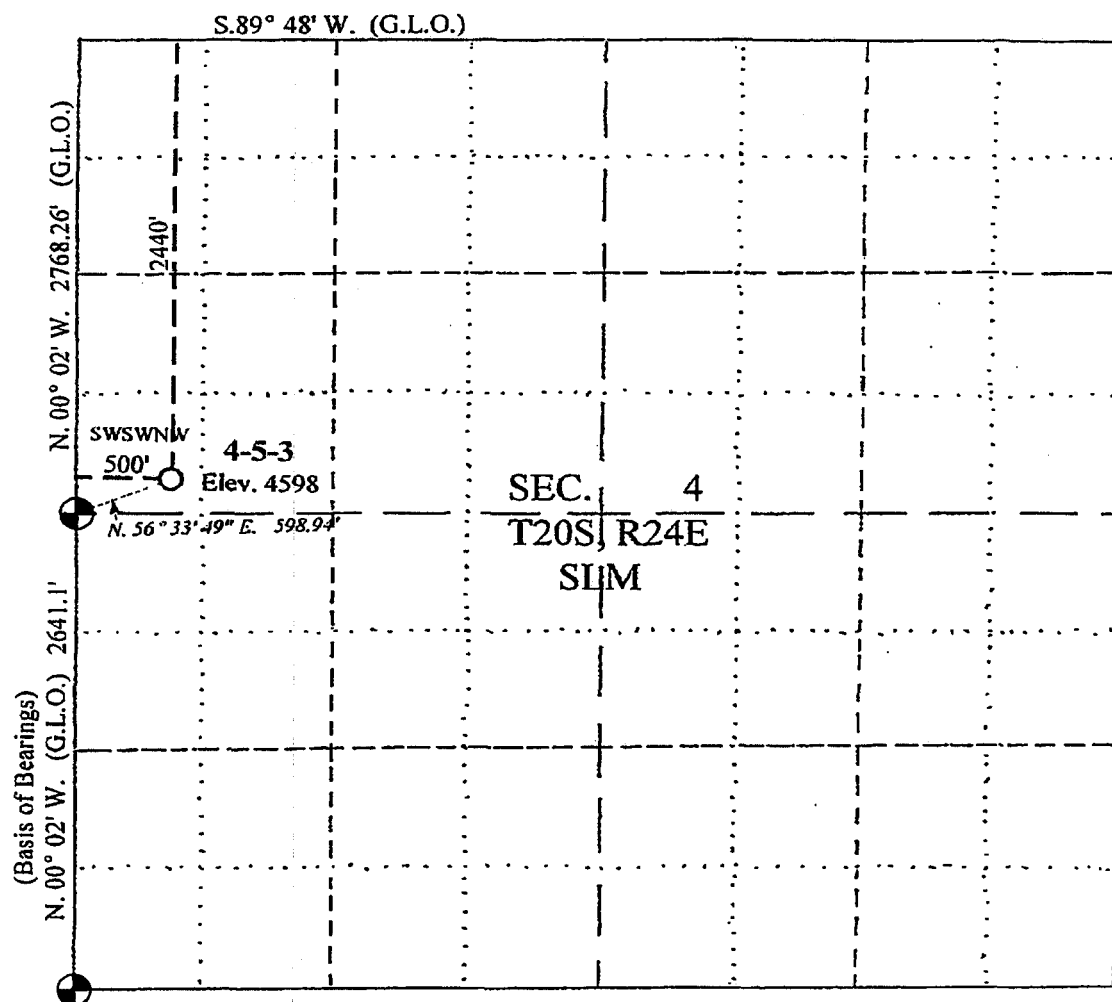 S.89° 48' W. (G.L.O.)
N. 00° 02' W. 2768.26' (G.L.O.)
2440'
SWSWNW
500'
4-5-3
Elev. 4598
N. 56° 33' 49" E. 598.94'
SEC. 4
T20S, R24E
SLM
(Basis of Bearings)
N. 00° 02' W. (G.L.O.) 2641.1'